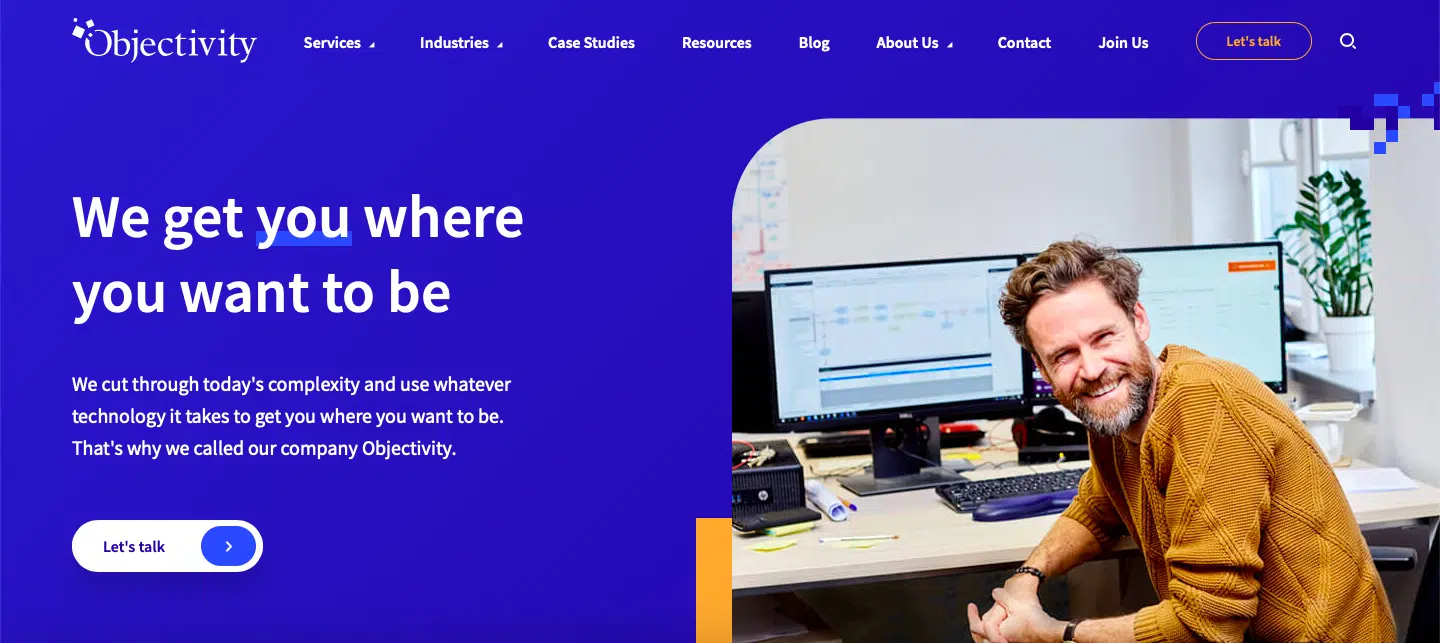 Objectivity
Services Industries Case Studies Resources Blog About Us Contact Join Us Let's talk
We get you where
you want to be
We cut through today's complexity and use whatever
technology it takes to get you where you want to be.
That's why we called our company Objectivity.
Let's talk